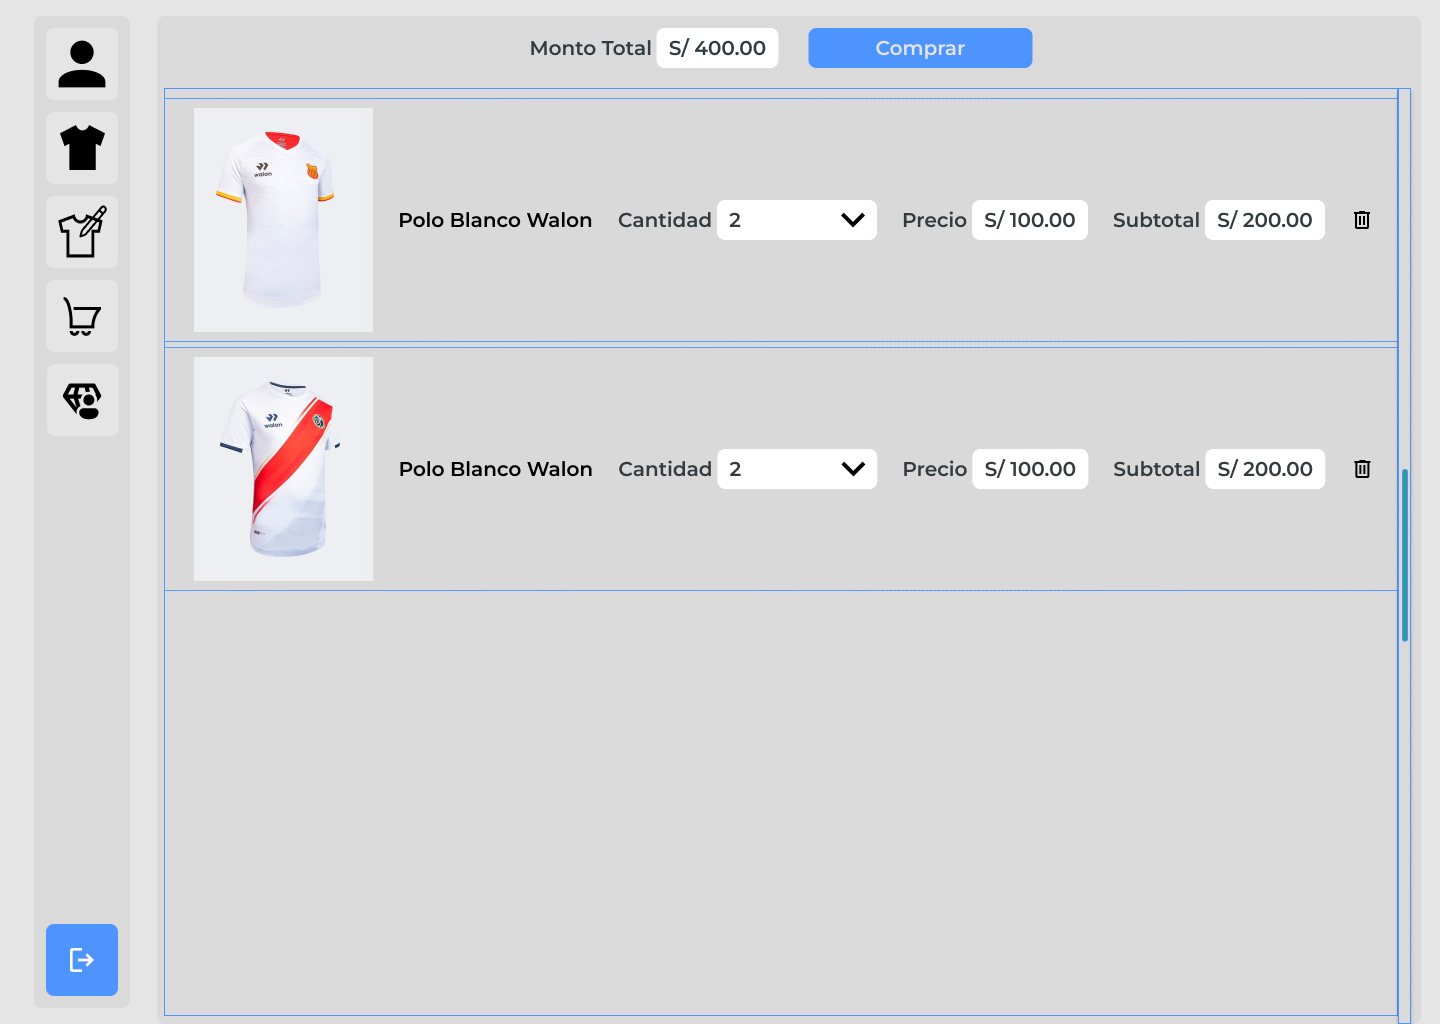 Monto Total S/ 400.00 Comprar
walon
Polo Blanco Walon Cantidad 2 Precio S/ 100.00 Subtotal S/ 200.00
walon
Polo Blanco Walon Cantidad 2 Precio S/ 100.00 Subtotal S/ 200.00